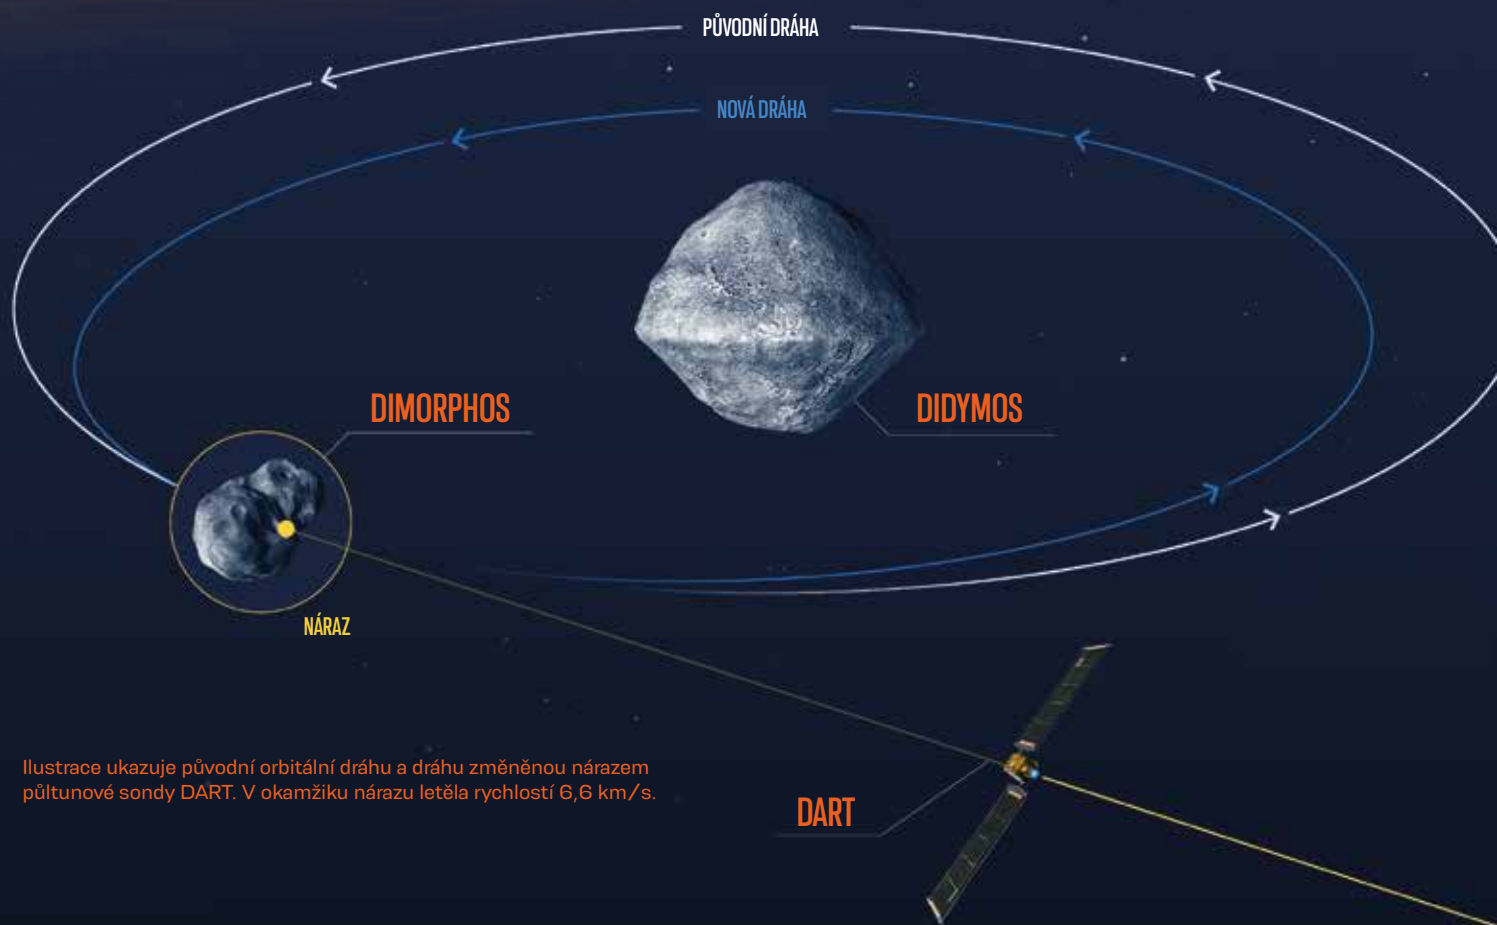 PŮVODNÍ DRÁHA
NOVÁ DRÁHA
DIMORPHOS
DIDYMOS
NÁRAZ
Ilustrace ukazuje původní orbitální dráhu a dráhu změněnou nárazem
půltunové sondy DART. V okamžiku nárazu letěla rychlostí 6,6 km/s.
DART